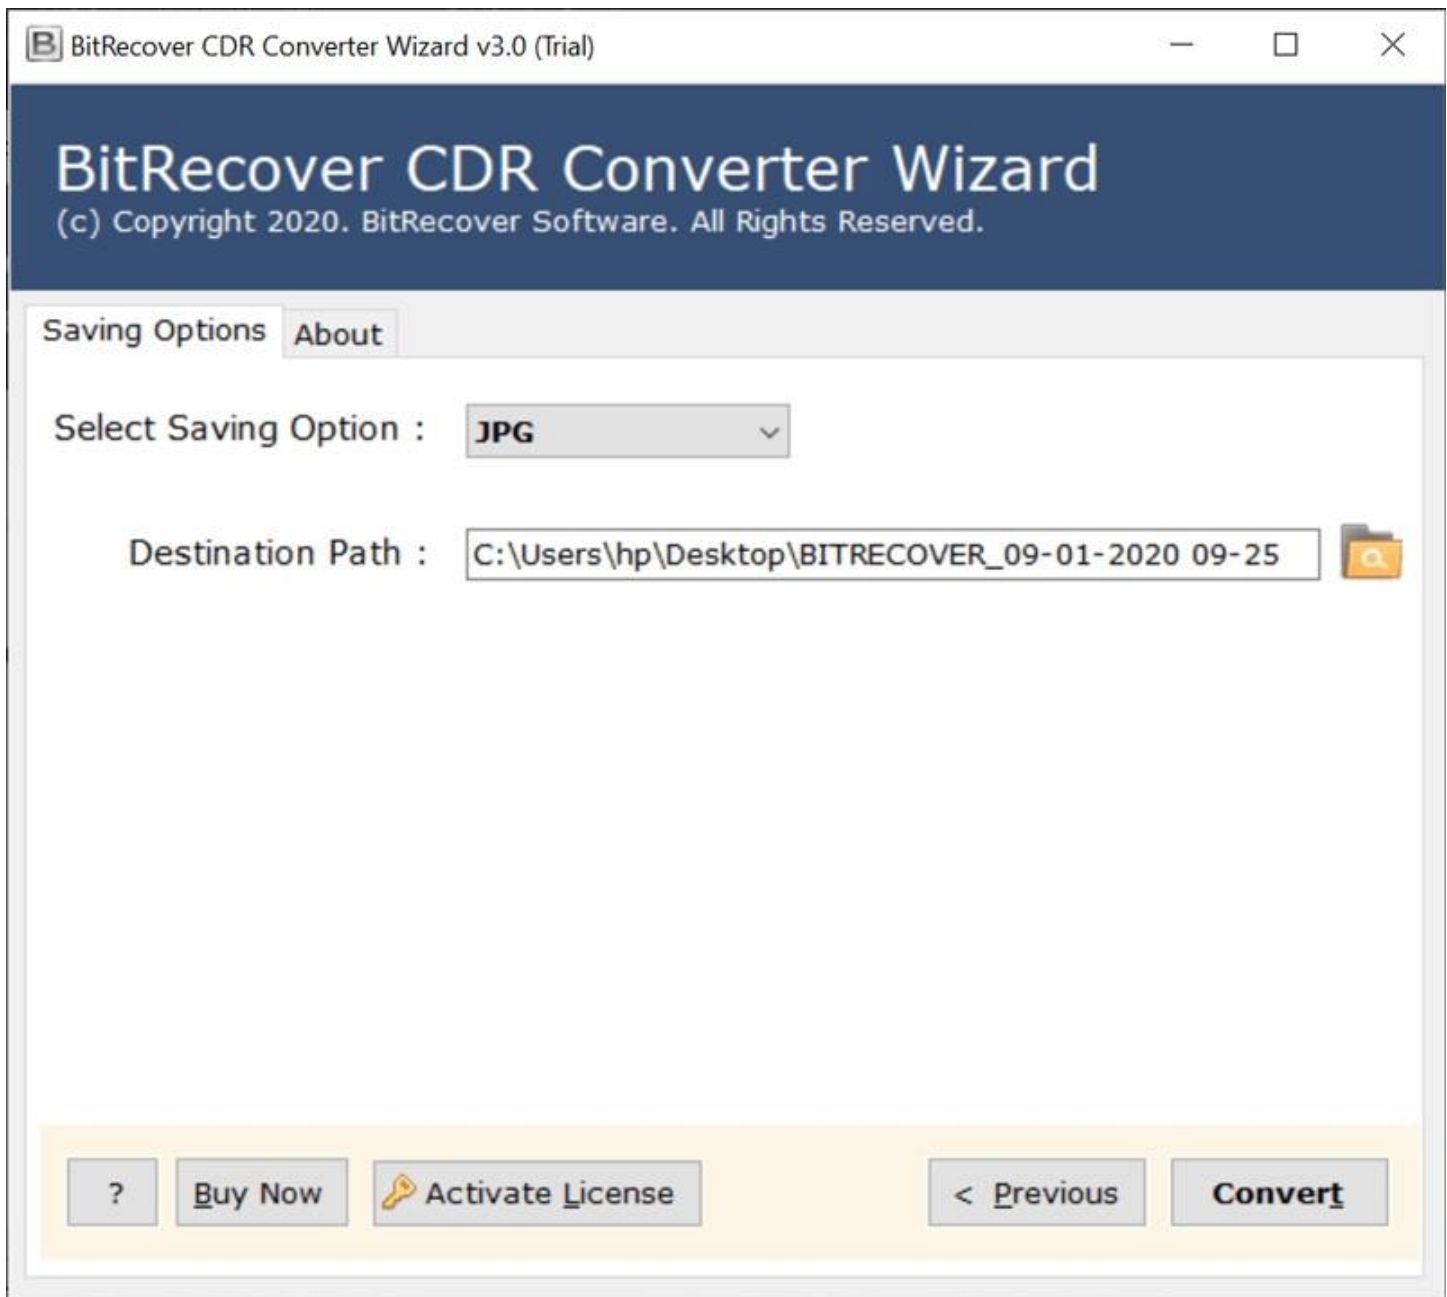 BitRecover CDR Converter Wizard v3.0 (Trial)
BitRecover CDR Converter Wizard
(c) Copyright 2020. BitRecover Software. All Rights Reserved.
Saving Options About
Select Saving Option : JPG
Destination Path : C:\Users\hp\Desktop\BITRECOVER_09-01-2020 09-25
? Buy Now Activate License < Previous Convert